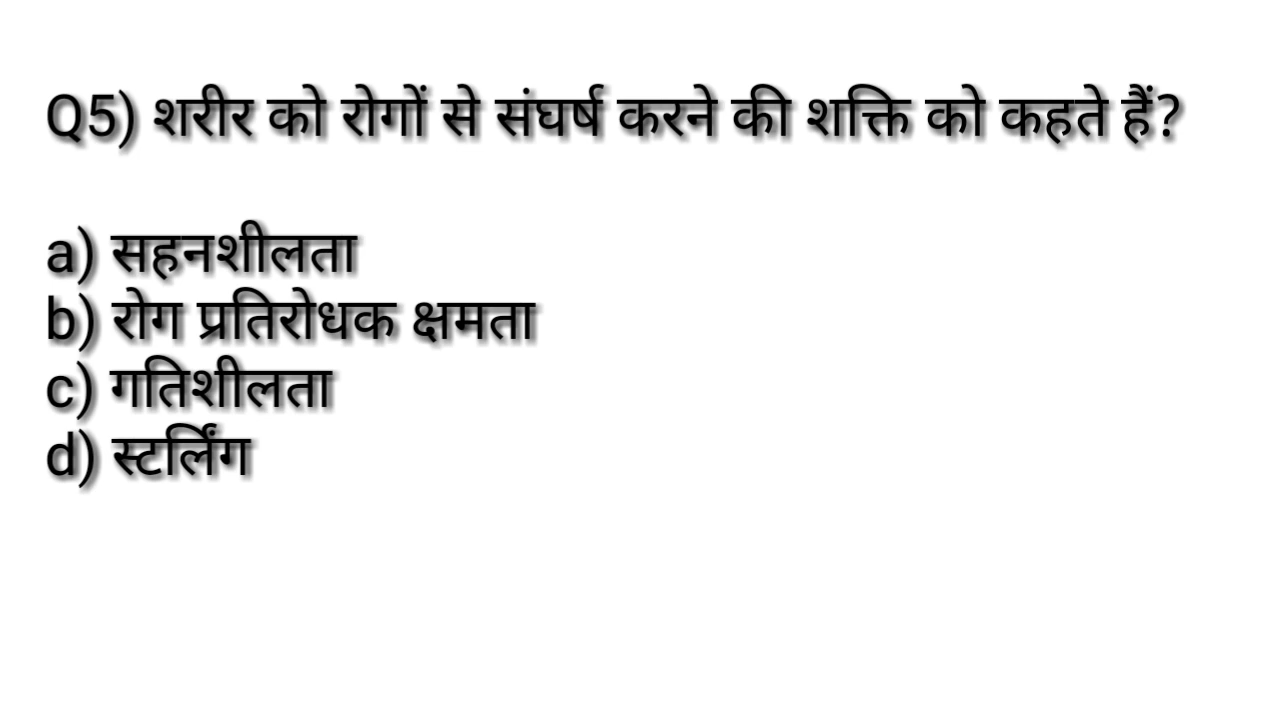 Q5) शरीर को रोगों से संघर्ष करने की शक्ति को कहते हैं?
a) सहनशीलता
b) रोग प्रतिरोधक क्षमता
c) गतिशीलता
d) स्टर्लिंग